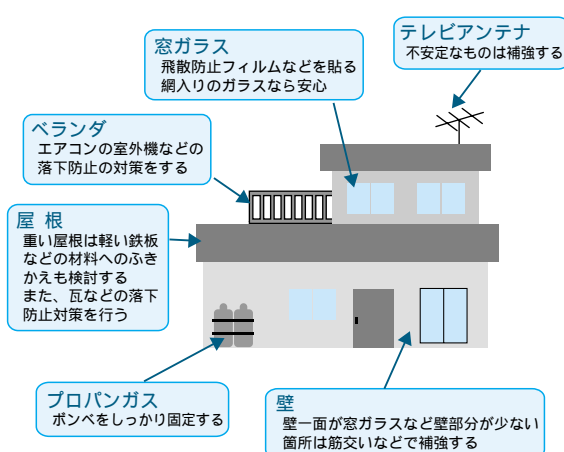 テレビアンテナ
不安定なものは補強する
窓ガラス
飛散防止フィルムなどを貼る
網入りのガラスなら安心
ベランダ
エアコンの室外機などの
落下防止の対策をする
屋 根
重い屋根は軽い鉄板
などの材料へのふき
かえも検討する
また、瓦などの落下
防止対策を行う
プロパンガス
ボンベをしっかり固定する
壁
壁一面が窓ガラスなど壁部分が少ない
箇所は筋交いなどで補強する